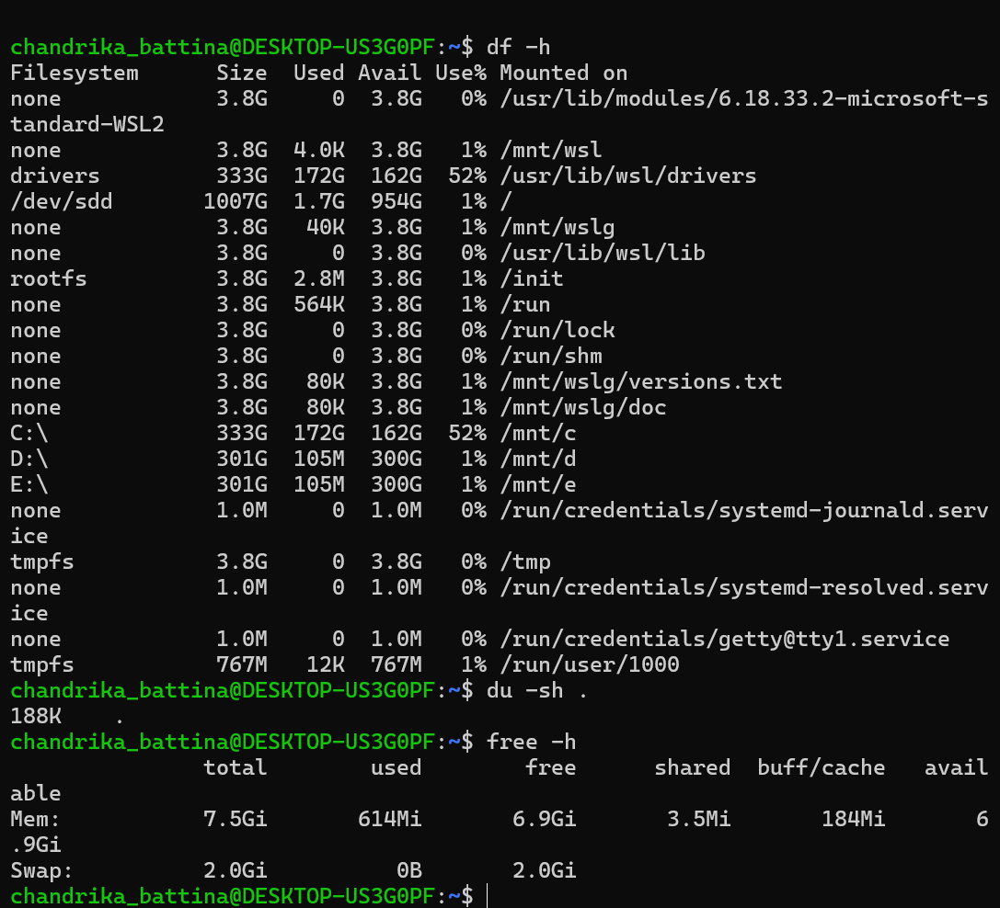 chandrika_battina@DESKTOP-US3G0PF:~$ df -h
Filesystem      Size  Used Avail Use% Mounted on
none            3.8G     0  3.8G   0% /usr/lib/modules/6.18.33.2-microsoft-s
tandard-WSL2
none            3.8G  4.0K  3.8G   1% /mnt/wsl
drivers         333G  172G  162G  52% /usr/lib/wsl/drivers
/dev/sdd       1007G  1.7G  954G   1% /
none            3.8G   40K  3.8G   1% /mnt/wslg
none            3.8G     0  3.8G   0% /usr/lib/wsl/lib
rootfs          3.8G  2.8M  3.8G   1% /init
none            3.8G  564K  3.8G   1% /run
none            3.8G     0  3.8G   0% /run/lock
none            3.8G     0  3.8G   0% /run/shm
none            3.8G   80K  3.8G   1% /mnt/wslg/versions.txt
none            3.8G   80K  3.8G   1% /mnt/wslg/doc
C:\             333G  172G  162G  52% /mnt/c
D:\             301G  105M  300G   1% /mnt/d
E:\             301G  105M  300G   1% /mnt/e
none            1.0M     0  1.0M   0% /run/credentials/systemd-journald.serv
ice
tmpfs           3.8G     0  3.8G   0% /tmp
none            1.0M     0  1.0M   0% /run/credentials/systemd-resolved.serv
ice
none            1.0M     0  1.0M   0% /run/credentials/getty@tty1.service
tmpfs           767M   12K  767M   1% /run/user/1000
chandrika_battina@DESKTOP-US3G0PF:~$ du -sh .
188K    .
chandrika_battina@DESKTOP-US3G0PF:~$ free -h
               total        used        free      shared  buff/cache   avail
able
Mem:           7.5Gi       614Mi       6.9Gi       3.5Mi       184Mi       6
.9Gi
Swap:          2.0Gi          0B       2.0Gi
chandrika_battina@DESKTOP-US3G0PF:~$